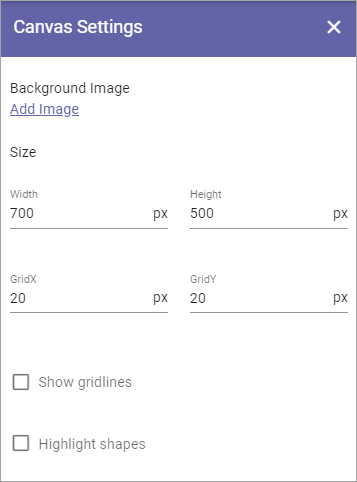 Canvas Settings
Background Image
Add Image
Size
Width Height
700 px 500 px
GridX GridY
20 px 20 px
Show gridlines
Highlight shapes